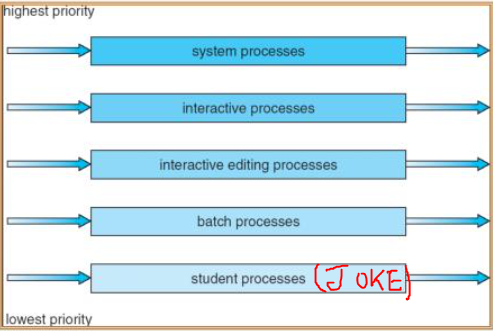 highest priority
system processes
interactive processes
interactive editing processes
batch processes
student processes (JOKE)
lowest priority